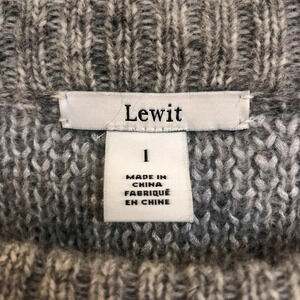 Lewit
1
MADE IN
CHINA
FABRIQUÉ
EN CHINE